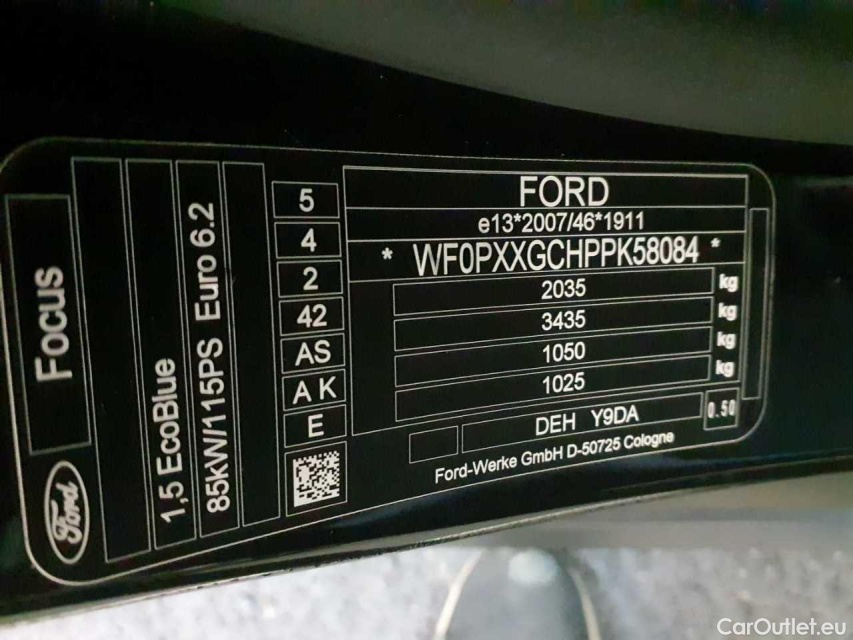 FOCUS
Ford
1,5 EcoBlue
85kW/115PS Euro 6.2
5
4
2
42
AS
A K
E
FORD
e13*2007/46*1911
* WF0PXXGCHPPK58084 *
2035 kg
3435 kg
1050 kg
1025 kg
DEH Y9DA 0.50
Ford-Werke GmbH D-50725 Cologne
CarOutlet.eu